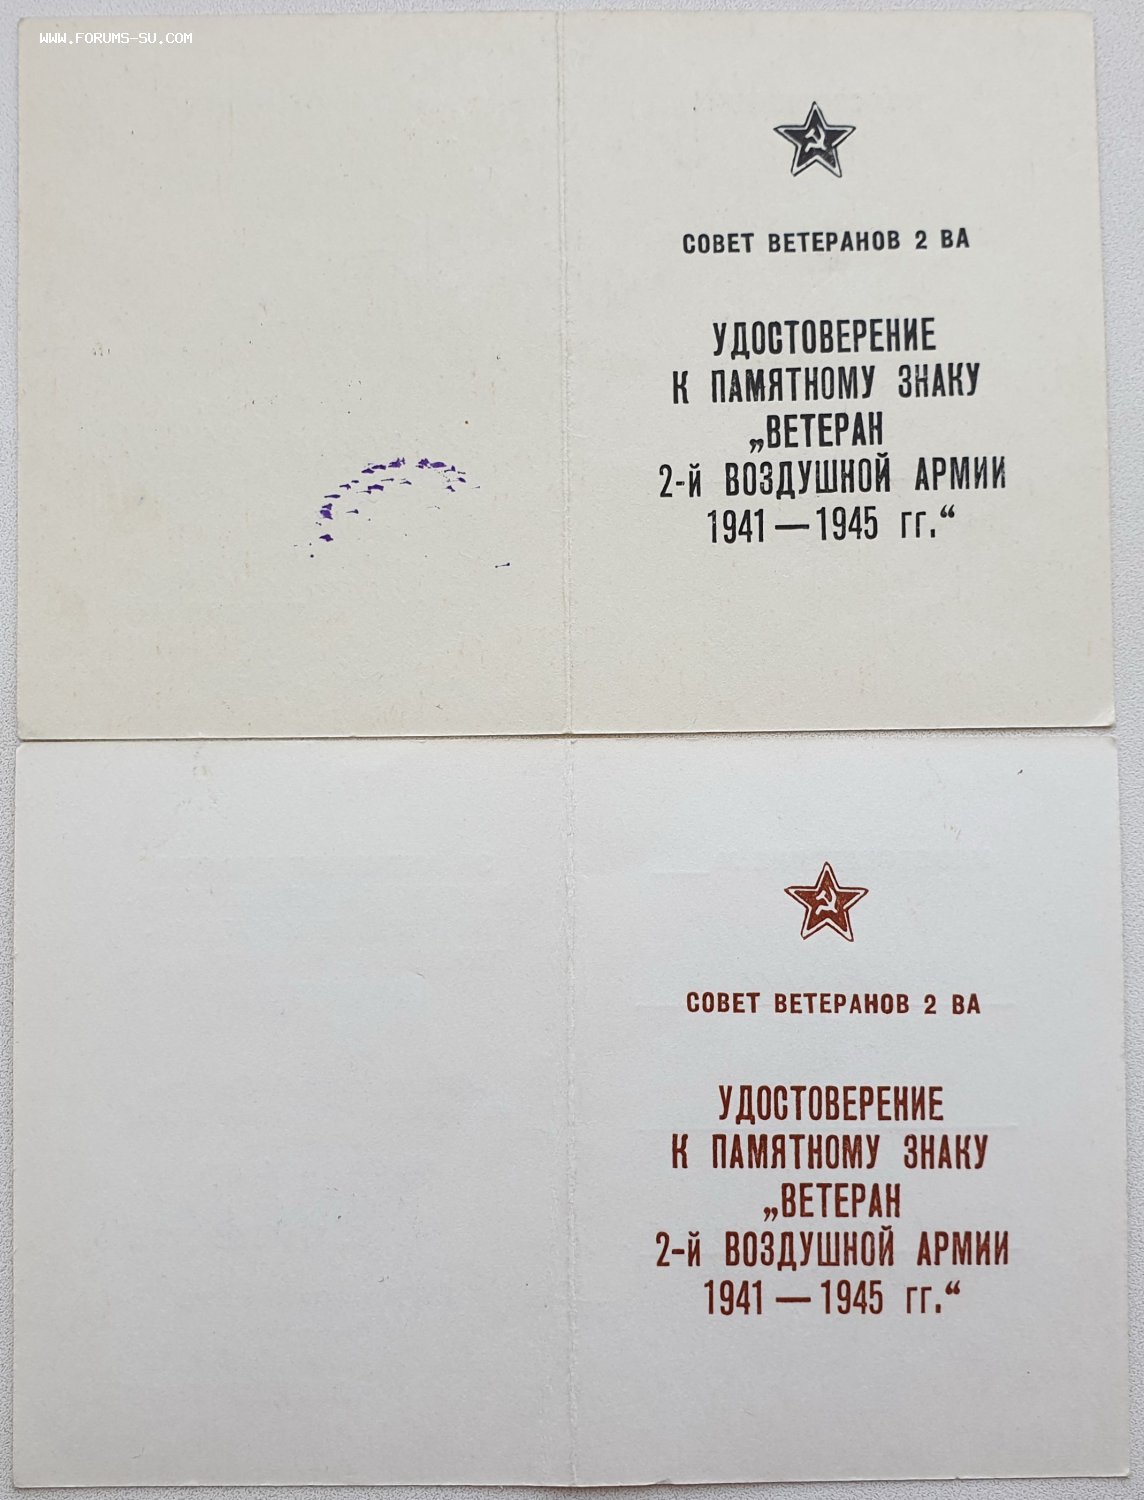 WWW.FORUMS-SU.COM
СОВЕТ ВЕТЕРАНОВ 2 ВА
УДОСТОВЕРЕНИЕ
К ПАМЯТНОМУ ЗНАКУ
„ВЕТЕРАН
2-й ВОЗДУШНОЙ АРМИИ
1941 — 1945 гг.“
СОВЕТ ВЕТЕРАНОВ 2 ВА
УДОСТОВЕРЕНИЕ
К ПАМЯТНОМУ ЗНАКУ
„ВЕТЕРАН
2-й ВОЗДУШНОЙ АРМИИ
1941 — 1945 гг.“